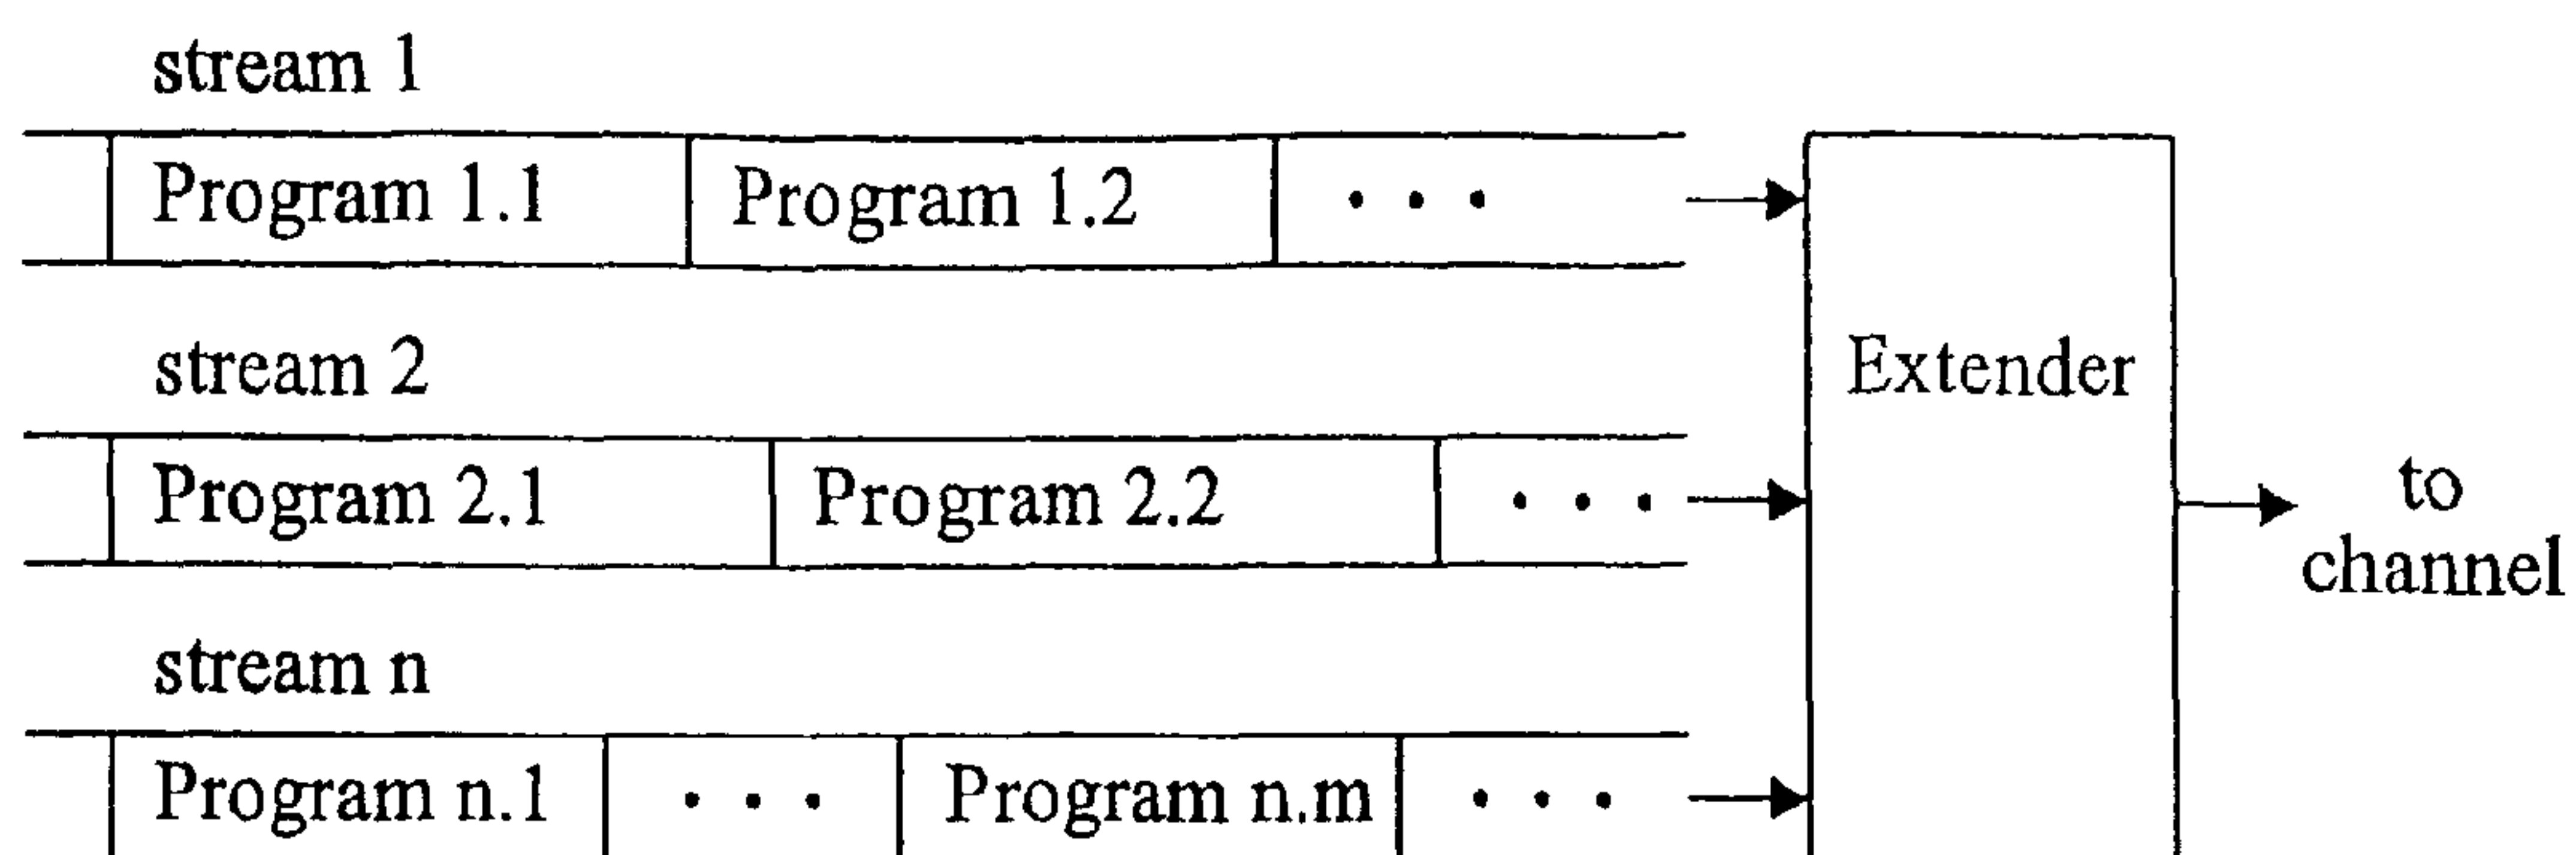 stream 1
Program 1.1 Program 1.2 • • •
stream 2
Extender
Program 2.1 Program 2.2 • • •
to
channel
stream n
Program n.1 • • • Program n.m • • •